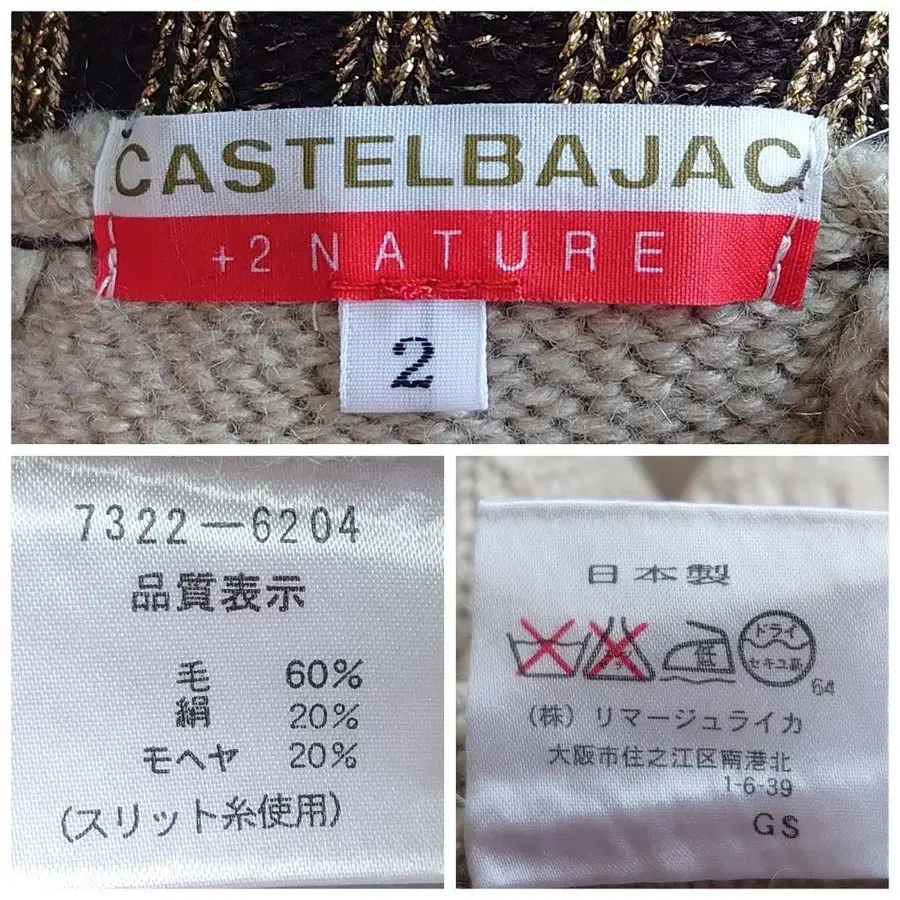 CASTELBAJAC
+2 NATURE
2
7322-6204
品質表示
毛 60%
絹 20%
モヘヤ 20%
(スリット糸使用)
日本製
低
ドライ
セキユ系
64
(株) リマージュライカ
大阪市住之江区南港北
1-6-39
GS